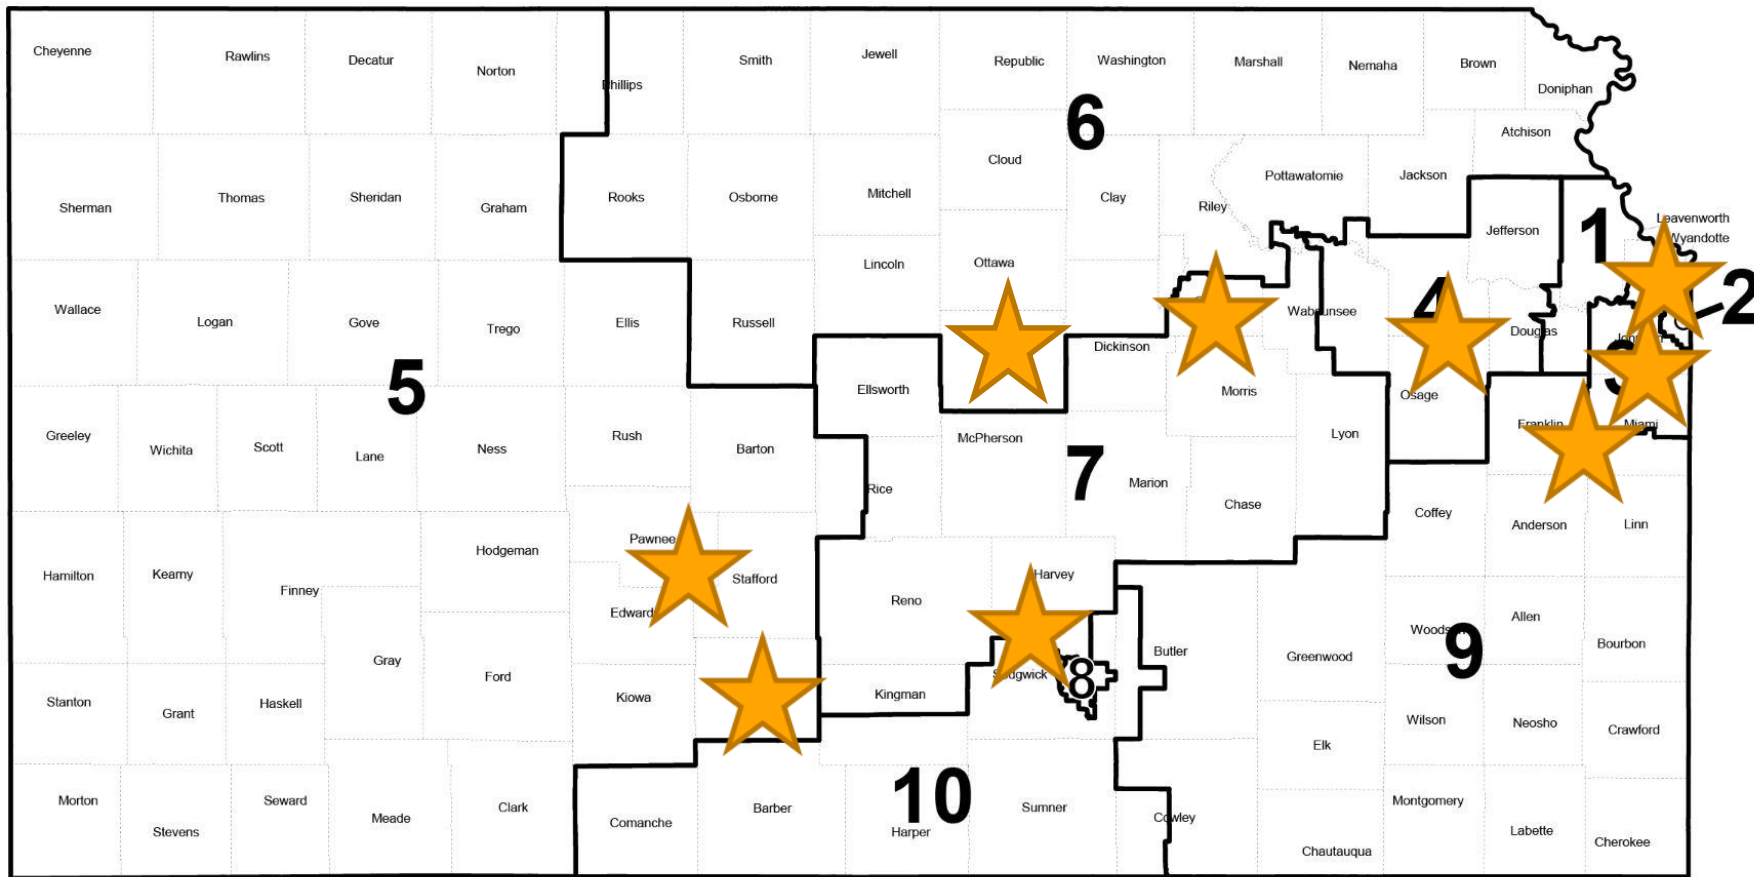 Cheyenne
Rawlins
Decatur
Norton
Phillips
Smith
Jewell
Republic
Washington
Marshall
Nemaha
Brown
Doniphan
6
Atchison
Cloud
Sherman
Thomas
Sheridan
Graham
Rooks
Osborne
Mitchell
Clay
Riley
Pottawatomie
Jackson
Jefferson
1
Leavenworth
Wyandotte
Lincoln
Ottawa
Wallace
Logan
Gove
Trego
Ellis
Russell
Wabaunsee
4
Douglas
2
Dickinson
5
Ellsworth
Morris
Osage
3
Greeley
Wichita
Scott
Lane
Ness
Rush
Barton
McPherson
Lyon
Franklin
Miami
7
Rice
Marion
Chase
Coffey
Anderson
Linn
Hamilton
Kearny
Finney
Hodgeman
Pawnee
Stafford
Edwards
Reno
Harvey
Allen
Bourbon
Gray
Ford
Kiowa
Kingman
8
Butler
Greenwood
9
Stanton
Grant
Haskell
Wilson
Neosho
Crawford
Elk
Morton
Stevens
Seward
Meade
Clark
Comanche
Barber
10
Harper
Sumner
Cowley
Chautauqua
Montgomery
Labette
Cherokee